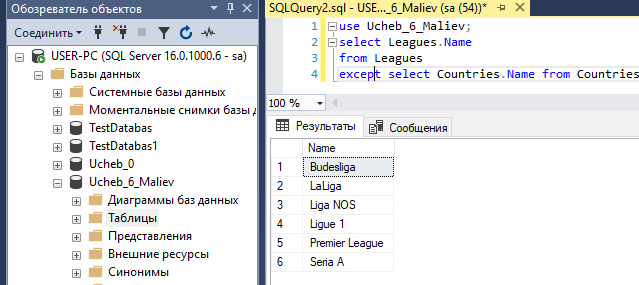 Обозреватель объектов
Соединить
USER-PC (SQL Server 16.0.1000.6 - sa)
Базы данных
Системные базы данных
Моментальные снимки базы д
TestDatabas
TestDatabas1
Ucheb_0
Ucheb_6_Maliev
Диаграммы баз данных
Таблицы
Представления
Внешние ресурсы
Синонимы
SQLQuery2.sql - USE..._6_Maliev (sa (54))*
1 use Ucheb_6_Maliev;
2 select Leagues.Name
3 from Leagues
4 except select Countries.Name from Countries
100 %
Результаты Сообщения
Name
1 Budesliga
2 LaLiga
3 Liga NOS
4 Ligue 1
5 Premier League
6 Seria A